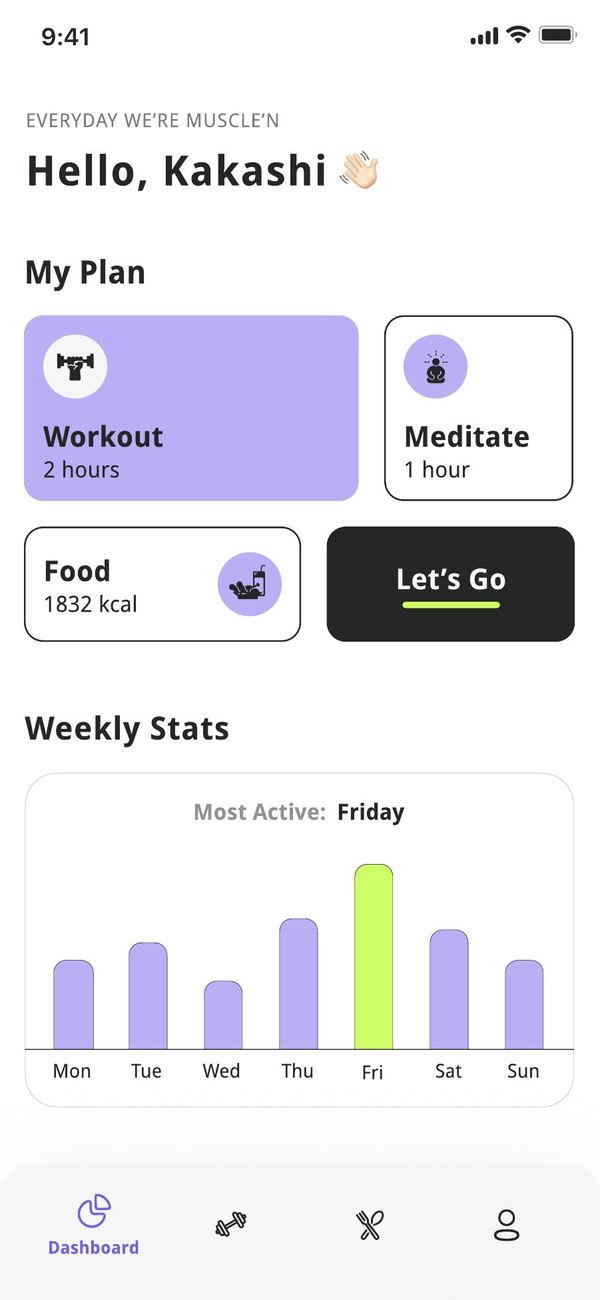 9:41
EVERYDAY WE’RE MUSCLE’N
Hello, Kakashi 👋🏻
My Plan
Workout
2 hours
Meditate
1 hour
Food
1832 kcal
Let’s Go
Weekly Stats
Most Active: Friday
Mon Tue Wed Thu Fri Sat Sun
Dashboard